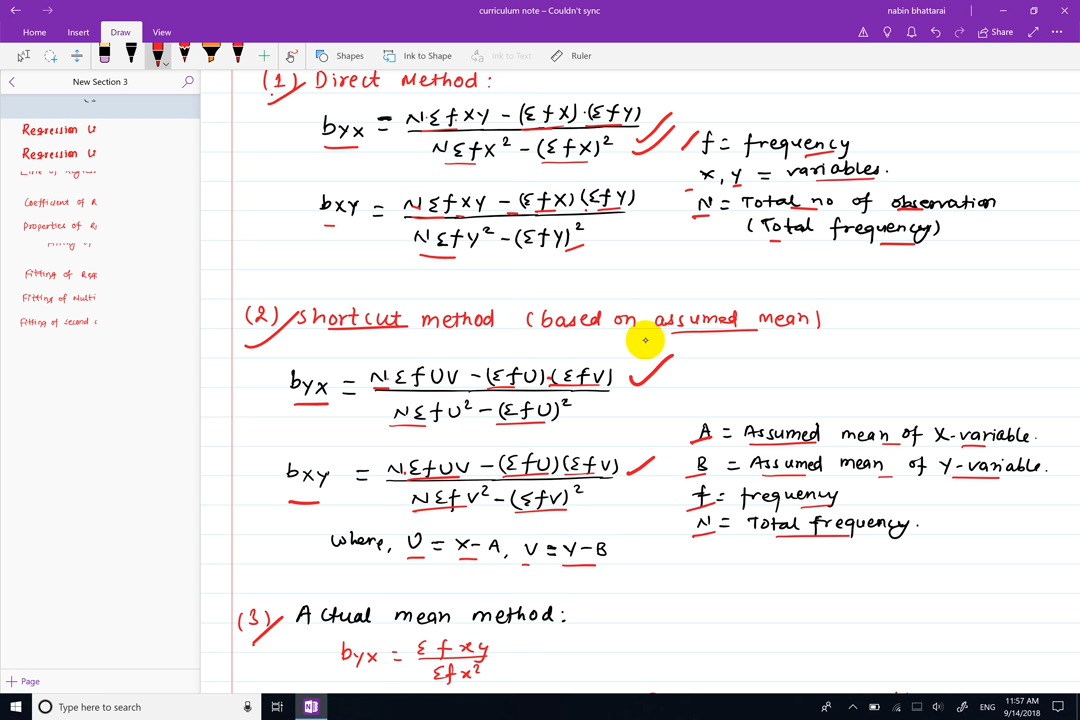 curriculum note – Couldn't sync
nabin bhattarai
Home Insert Draw View
Share
Shapes Ink to Shape Ink to Text Ruler
New Section 3
Regression
Regression
Coefficient of
Properties of
Fitting of
Fitting of
Fitting of
Fitting of second
Page
(1) Direct Method:
bYX = NΣfXY − (ΣfX)·(ΣfY) / NΣfX² − (ΣfX)²
f = frequency
X, Y = variables.
bXY = NΣfXY − (ΣfX)(ΣfY) / NΣfY² − (ΣfY)²
N = Total no of observation
(Total frequency)
(2) Shortcut method (based on assumed mean)
bYX = NΣfUV − (ΣfU)(ΣfV) / NΣfU² − (ΣfU)²
A = Assumed mean of X-variable.
bXY = NΣfUV − (ΣfU)(ΣfV) / NΣfV² − (ΣfV)²
B = Assumed mean of Y-variable.
f = frequency
N = Total frequency.
where, U = X−A, V = Y−B
(3) Actual mean method:
bYX = Σfxy / Σfx²
Type here to search
ENG
11:57 AM
9/14/2018